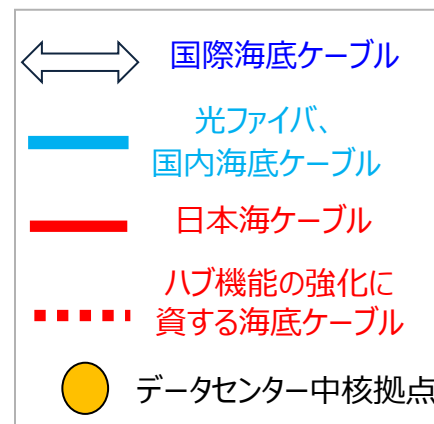 国際海底ケーブル
光ファイバ、
国内海底ケーブル
日本海ケーブル
ハブ機能の強化に
資する海底ケーブル
データセンター中核拠点